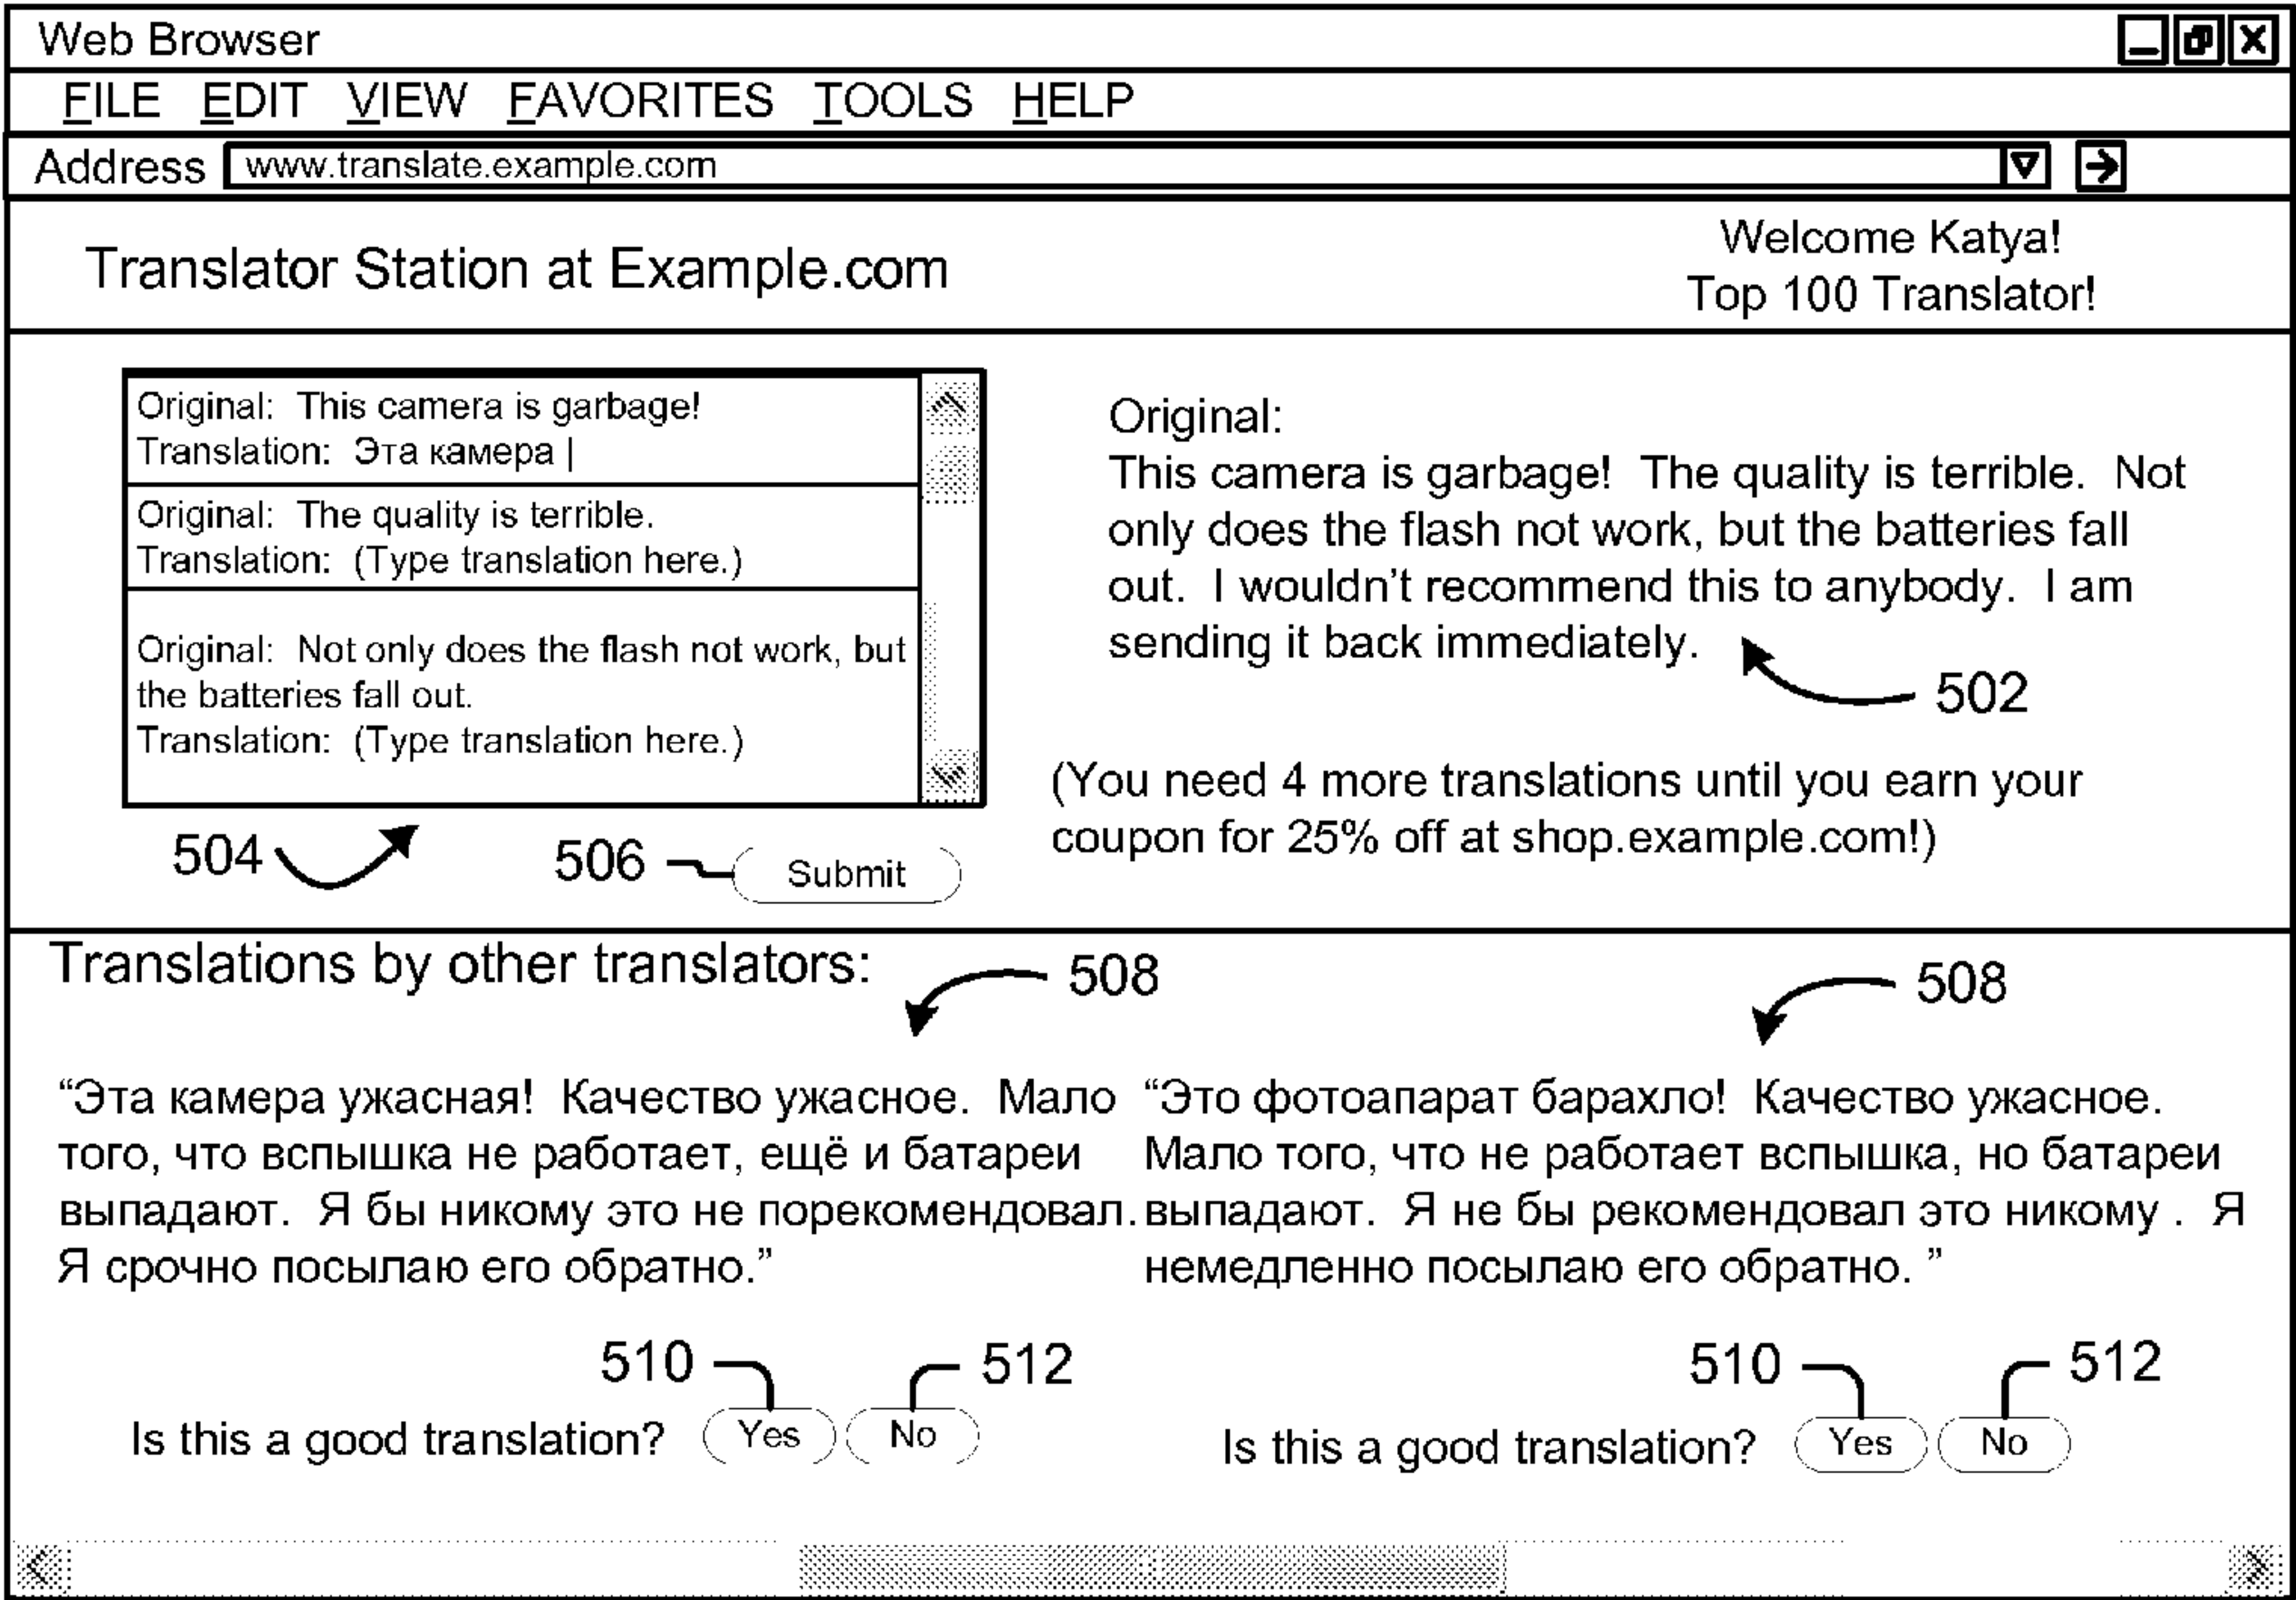 Web Browser
FILE EDIT VIEW FAVORITES TOOLS HELP
Address www.translate.example.com
Translator Station at Example.com
Welcome Katya!
Top 100 Translator!
Original: This camera is garbage!
Translation: Эта камера |
Original: The quality is terrible.
Translation: (Type translation here.)
Original: Not only does the flash not work, but
the batteries fall out.
Translation: (Type translation here.)
504
506
Submit
Original:
This camera is garbage! The quality is terrible. Not
only does the flash not work, but the batteries fall
out. I wouldn't recommend this to anybody. I am
sending it back immediately.
502
(You need 4 more translations until you earn your
coupon for 25% off at shop.example.com!)
Translations by other translators:
508
508
“Эта камера ужасная! Качество ужасное. Мало
того, что вспышка не работает, ещё и батареи
выпадают. Я бы никому это не порекомендовал.
Я срочно посылаю его обратно.”
510
512
Is this a good translation? Yes No
“Это фотоапарат барахло! Качество ужасное.
Мало того, что не работает вспышка, но батареи
выпадают. Я не бы рекомендовал это никому . Я
немедленно посылаю его обратно. ”
510
512
Is this a good translation? Yes No